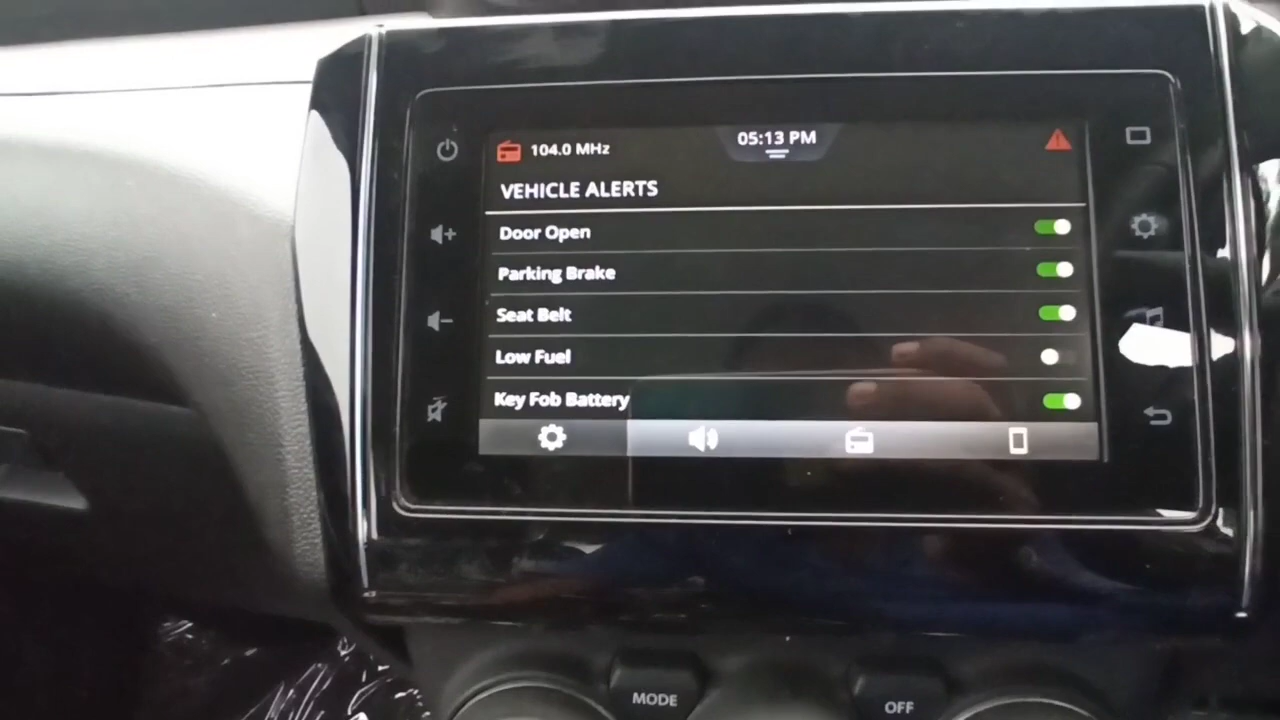 104.0 MHz
05:13 PM
VEHICLE ALERTS
Door Open
Parking Brake
Seat Belt
Low Fuel
Key Fob Battery
MODE
OFF